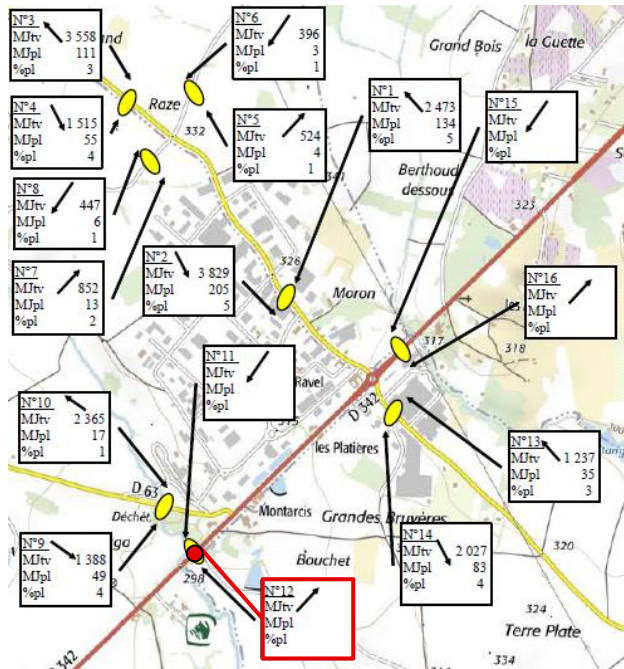 N°3
MJtv 3 558
MJpl 111
%pl 3
N°4
MJtv 1 515
MJpl 55
%pl 4
N°8
MJtv 447
MJpl 6
%pl 1
N°7
MJtv 852
MJpl 13
%pl 2
N°6
MJtv 396
MJpl 3
%pl 1
N°5
MJtv 524
MJpl 4
%pl 1
N°1
MJtv 2 473
MJpl 134
%pl 5
N°15
MJtv
MJpl
%pl
N°2
MJtv 3 829
MJpl 205
%pl 5
N°16
MJtv
MJpl
%pl
N°11
MJtv
MJpl
%pl
N°10
MJtv 2 365
MJpl 17
%pl 1
N°13
MJtv 1 237
MJpl 35
%pl 3
N°9
MJtv 1 388
MJpl 49
%pl 4
N°14
MJtv 2 027
MJpl 83
%pl 4
N°12
MJtv
MJpl
%pl
Grand Bois
la Guette
Raze
332
Berthoud
dessous
323
326
Moron
317
318
Ravel
D 342
les Platières
D 63
Déchèt.
Montarcis
Grandes Bruyères
320
298
Bouchet
324
Terre Plate
334
D 342